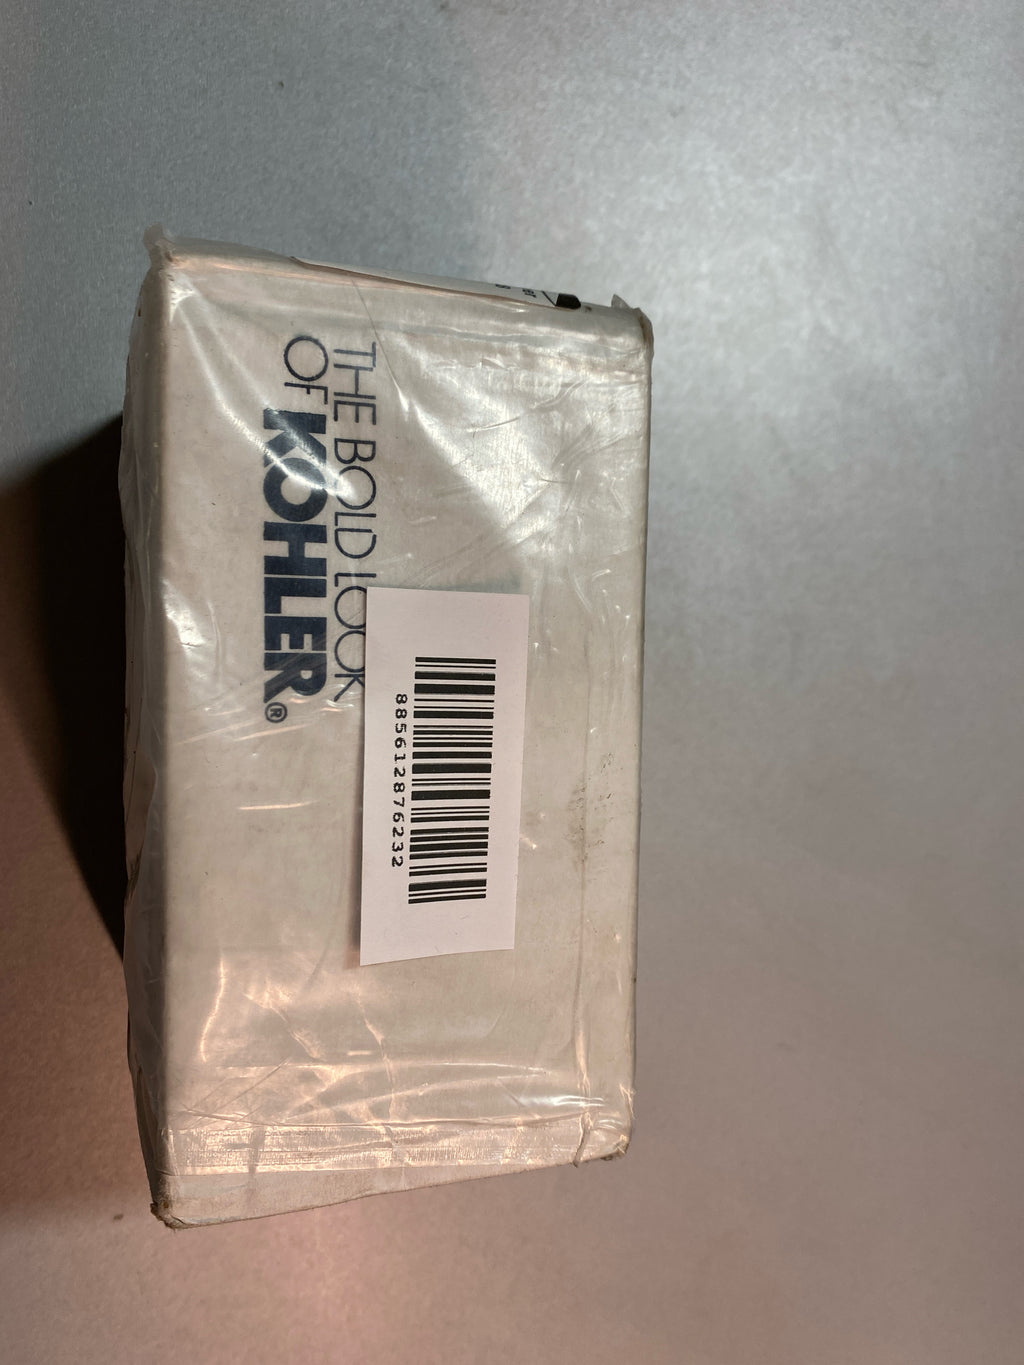 THE BOLD LOOK
OF KOHLER®
885612876232